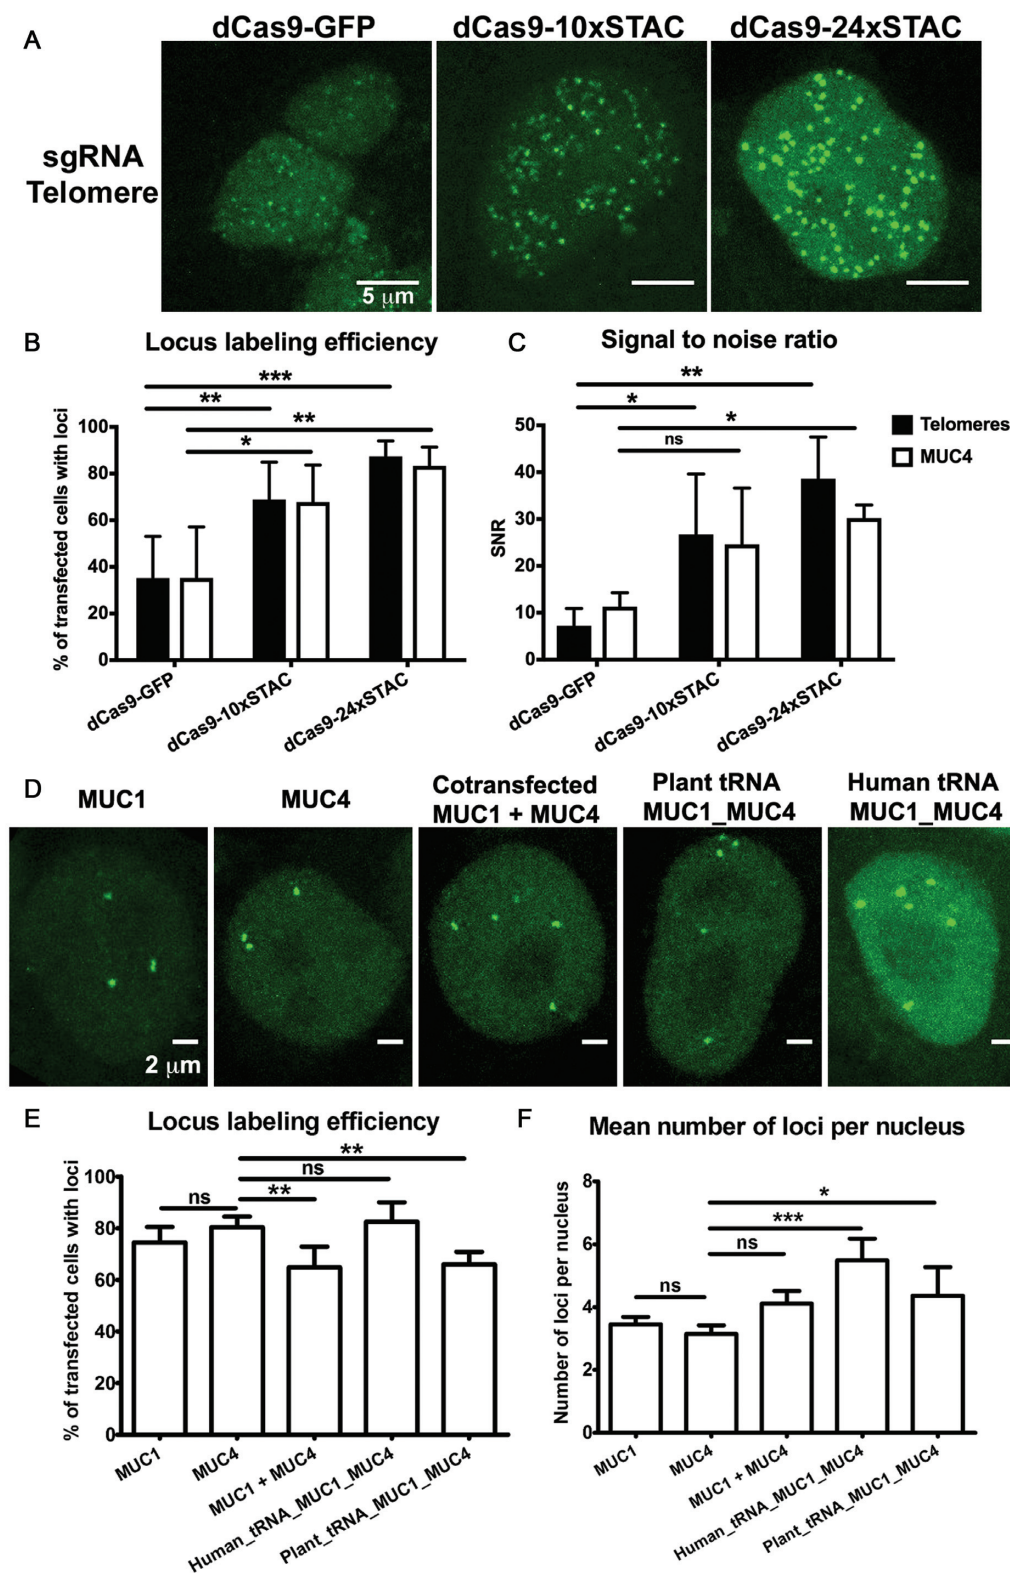 A
dCas9-GFP
dCas9-10xSTAC
dCas9-24xSTAC
sgRNA
Telomere
5 μm
B
Locus labeling efficiency
% of transfected cells with loci
100
80
60
40
20
0
***
**
**
*
dCas9-GFP
dCas9-10xSTAC
dCas9-24xSTAC
C
Signal to noise ratio
SNR
50
40
30
20
10
0
**
*
*
ns
Telomeres
MUC4
dCas9-GFP
dCas9-10xSTAC
dCas9-24xSTAC
D
MUC1
MUC4
Cotransfected
MUC1 + MUC4
Plant tRNA
MUC1_MUC4
Human tRNA
MUC1_MUC4
2 μm
E
Locus labeling efficiency
% of transfected cells with loci
100
80
60
40
20
0
**
ns
ns
**
MUC1
MUC4
MUC1 + MUC4
Human_tRNA_MUC1_MUC4
Plant_tRNA_MUC1_MUC4
F
Mean number of loci per nucleus
Number of loci per nucleus
8
6
4
2
0
*
***
ns
ns
MUC1
MUC4
MUC1 + MUC4
Human_tRNA_MUC1_MUC4
Plant_tRNA_MUC1_MUC4